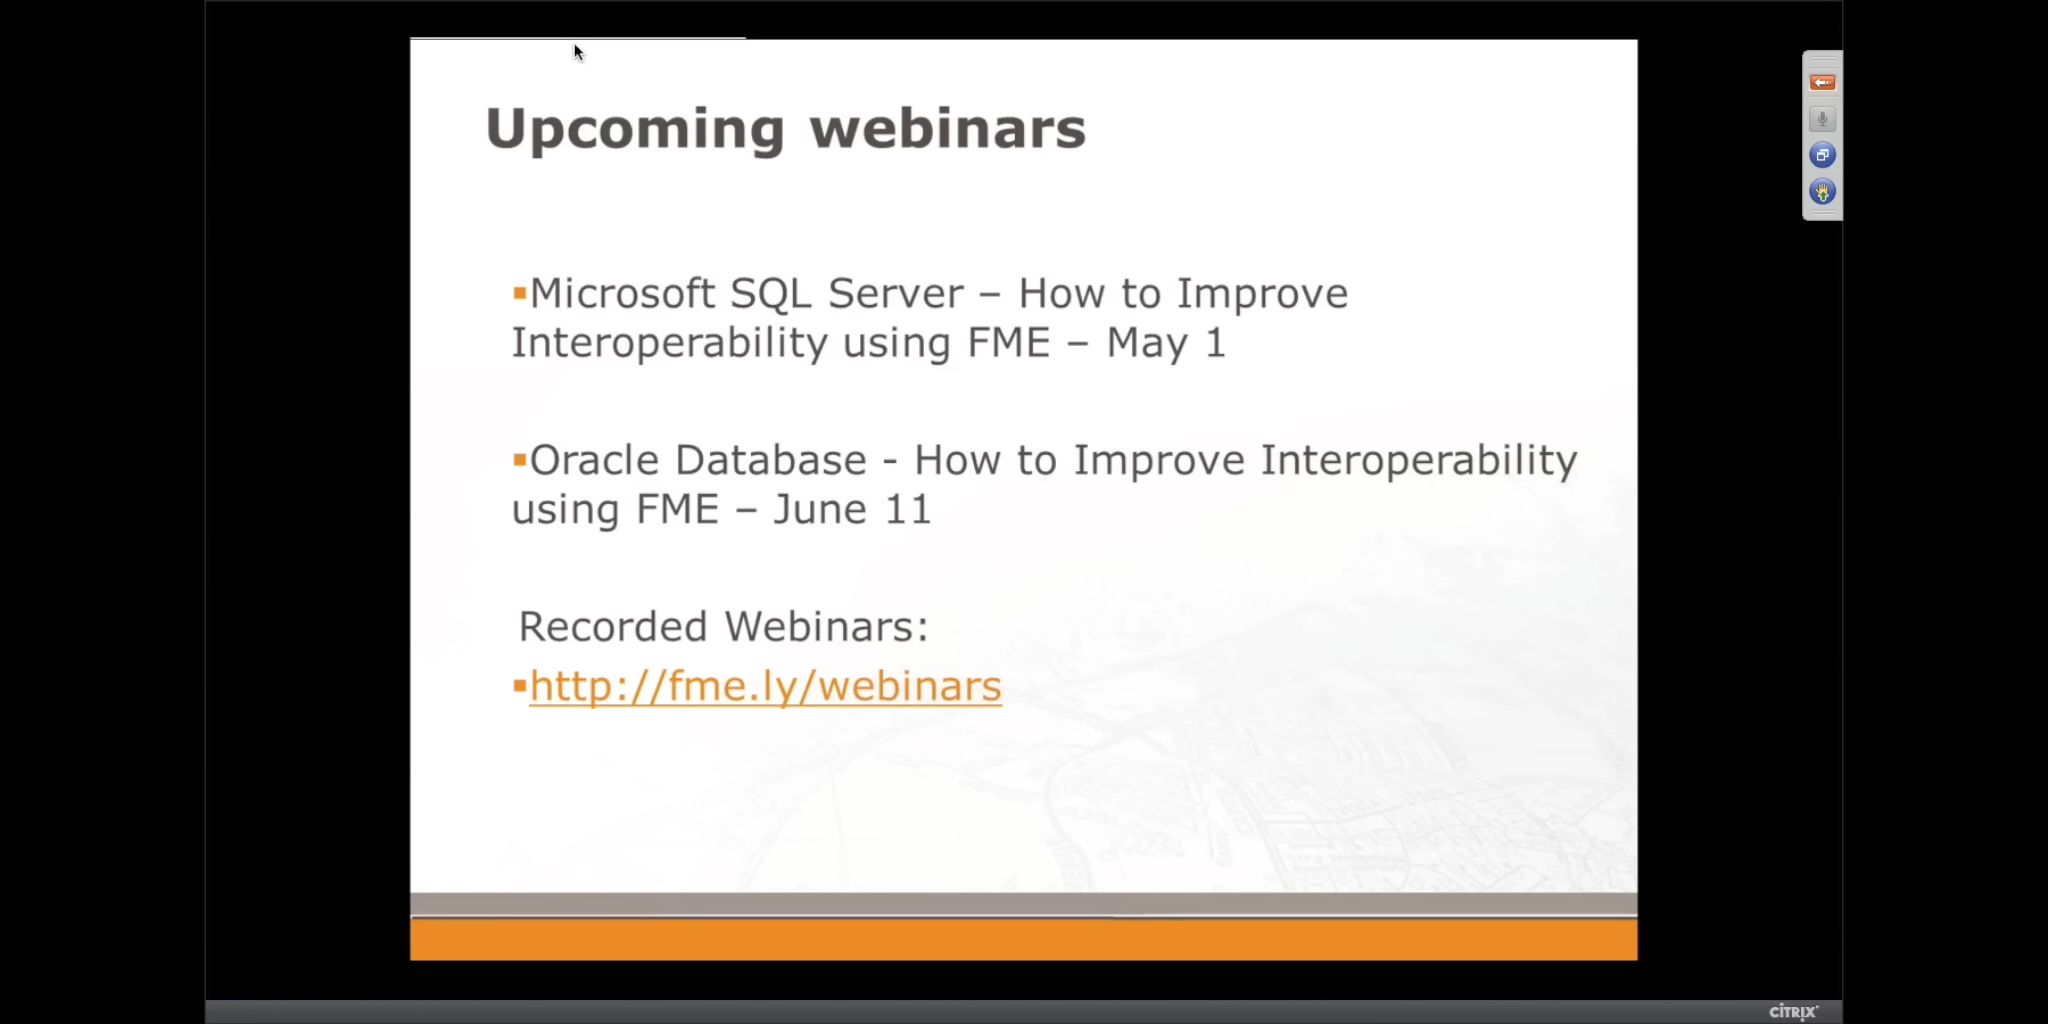 Upcoming webinars
▪Microsoft SQL Server – How to Improve
Interoperability using FME – May 1
▪Oracle Database - How to Improve Interoperability
using FME – June 11
Recorded Webinars:
▪http://fme.ly/webinars
CITRIX